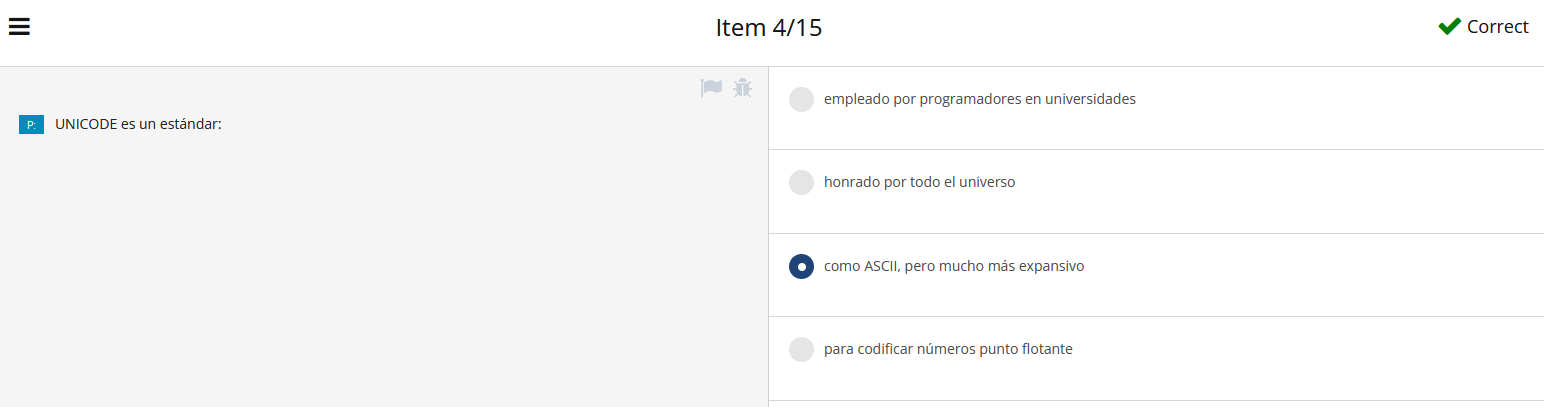 Item 4/15
Correct
P: UNICODE es un estándar:
empleado por programadores en universidades
honrado por todo el universo
como ASCII, pero mucho más expansivo
para codificar números punto flotante